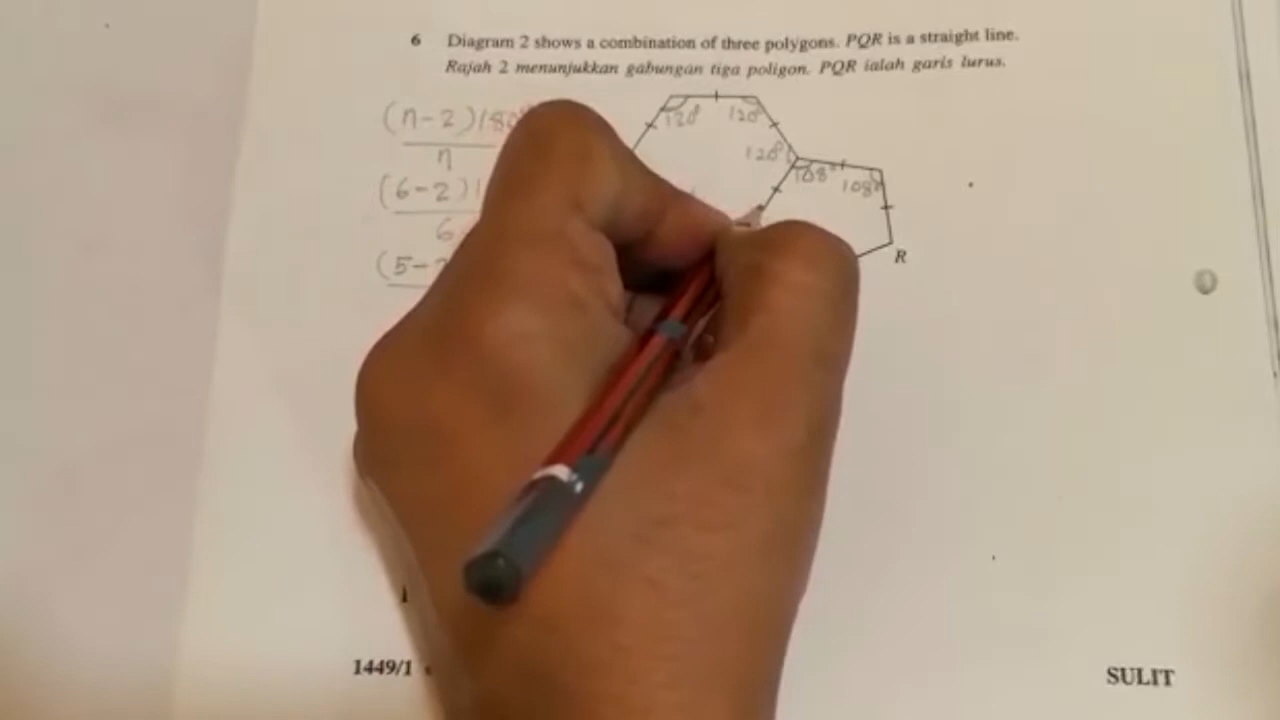 6 Diagram 2 shows a combination of three polygons. PQR is a straight line.
Rajah 2 menunjukkan gabungan tiga poligon. PQR ialah garis lurus.
(n-2)180
n
(6-2)1
6
(5-
120° 120°
120°
108° 108°
R
1449/1
SULIT